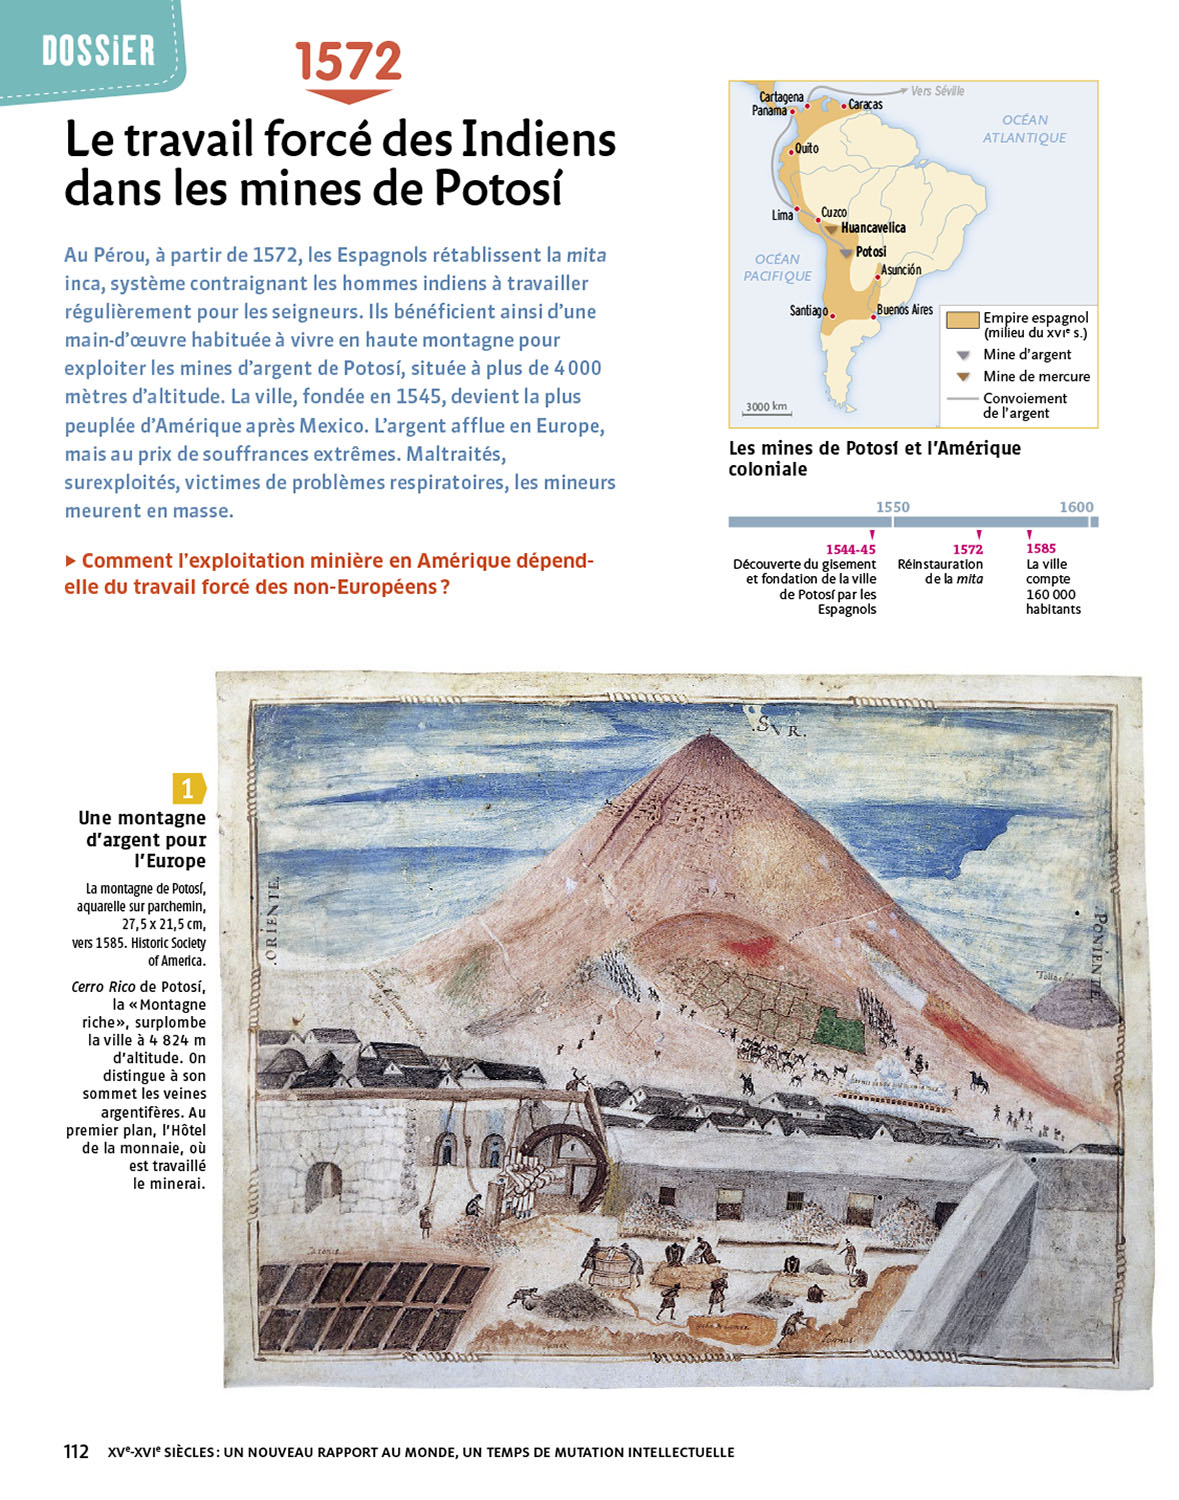 DOSSiER
1572
Le travail forcé des Indiens
dans les mines de Potosí
Au Pérou, à partir de 1572, les Espagnols rétablissent la mita
inca, système contraignant les hommes indiens à travailler
régulièrement pour les seigneurs. Ils bénéficient ainsi d'une
main-d'œuvre habituée à vivre en haute montagne pour
exploiter les mines d'argent de Potosí, située à plus de 4 000
mètres d'altitude. La ville, fondée en 1545, devient la plus
peuplée d'Amérique après Mexico. L'argent afflue en Europe,
mais au prix de souffrances extrêmes. Maltraités,
surexploités, victimes de problèmes respiratoires, les mineurs
meurent en masse.
▶ Comment l'exploitation minière en Amérique dépend-
elle du travail forcé des non-Européens ?
Vers Séville
Cartagena
Panama
Caracas
OCÉAN
ATLANTIQUE
Quito
Lima
Cuzco
Huancavelica
Potosi
OCÉAN
PACIFIQUE
Asunción
Santiago
Buenos Aires
Empire espagnol
(milieu du XVIe s.)
Mine d'argent
Mine de mercure
Convoiement
de l'argent
3000 km
Les mines de Potosí et l'Amérique
coloniale
1550
1600
1544-45
Découverte du gisement
et fondation de la ville
de Potosí par les
Espagnols
1572
Réinstauration
de la mita
1585
La ville
compte
160 000
habitants
1
Une montagne
d'argent pour
l'Europe
La montagne de Potosí,
aquarelle sur parchemin,
27,5 x 21,5 cm,
vers 1585. Historic Society
of America.
Cerro Rico de Potosí,
la « Montagne
riche », surplombe
la ville à 4 824 m
d'altitude. On
distingue à son
sommet les veines
argentifères. Au
premier plan, l'Hôtel
de la monnaie, où
est travaillé
le minerai.
.SVR.
.ORIENTE.
PONIENTE.
112 XVe-XVIe SIÈCLES : UN NOUVEAU RAPPORT AU MONDE, UN TEMPS DE MUTATION INTELLECTUELLE